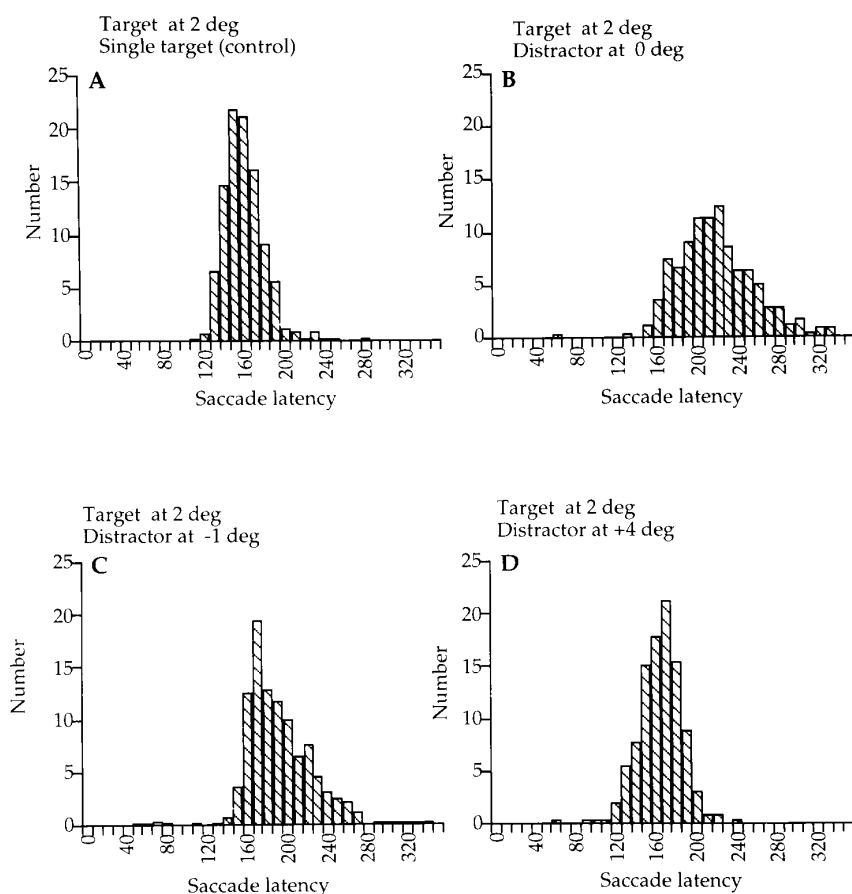 Target at 2 deg
Single target (control)
A
25
20
15
10
5
0
Number
0 40 80 120 160 200 240 280 320
Saccade latency
Target at 2 deg
Distractor at 0 deg
B
25
20
15
10
5
0
Number
0 40 80 120 160 200 240 280 320
Saccade latency
Target at 2 deg
Distractor at -1 deg
C
25
20
15
10
5
0
Number
0 40 80 120 160 200 240 280 320
Saccade latency
Target at 2 deg
Distractor at +4 deg
D
25
20
15
10
5
0
Number
0 40 80 120 160 200 240 280 320
Saccade latency